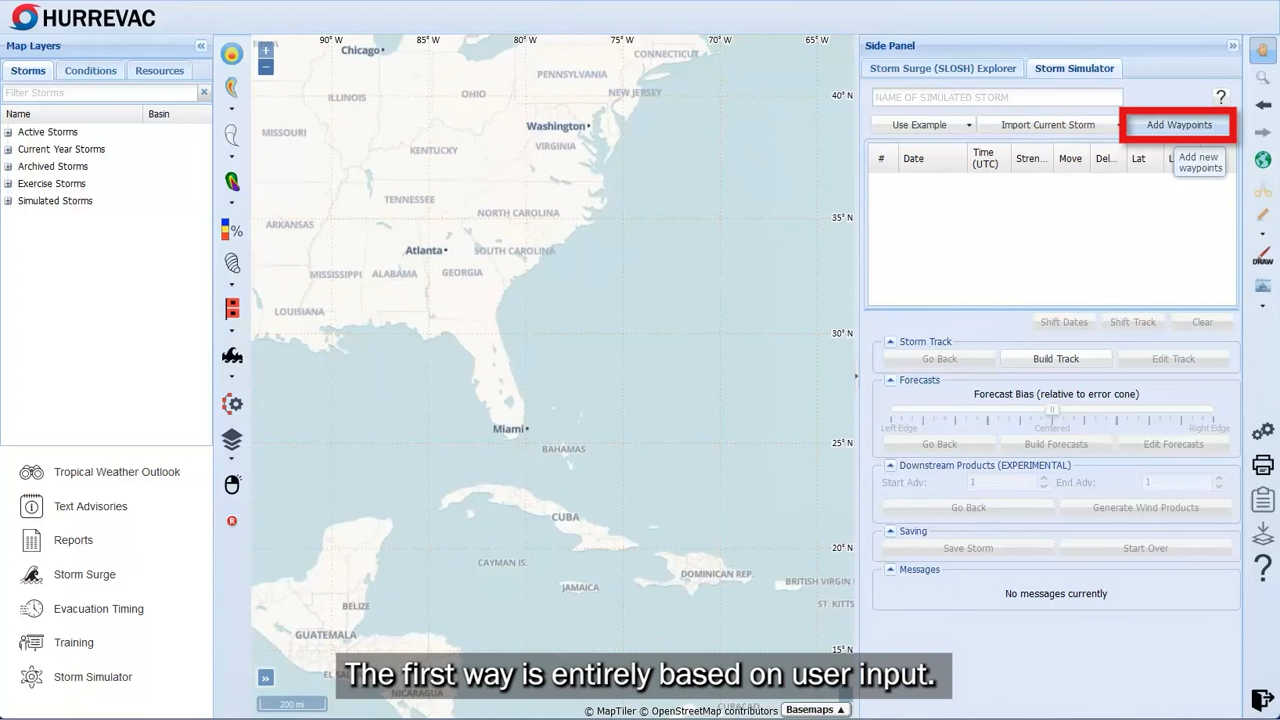 HURREVAC
Map Layers
Storms
Conditions
Resources
Filter Storms
Name
Basin
Active Storms
Current Year Storms
Archived Storms
Exercise Storms
Simulated Storms
Tropical Weather Outlook
Text Advisories
Reports
Storm Surge
Evacuation Timing
Training
Storm Simulator
%
R
90° W
85° W
80° W
75° W
70° W
65° W
Chicago
CONNECTICUT
PENNSYLVANIA
ILLINOIS
OHIO
NEW JERSEY
40° N
MISSOURI
Washington
KENTUCKY
VIRGINIA
TENNESSEE
NORTH CAROLINA
35° N
ARKANSAS
Atlanta
SOUTH CAROLINA
MISSISSIPPI
ALABAMA
GEORGIA
LOUISIANA
30° N
Miami
BAHAMAS
25° N
CUBA
20° N
CAYMAN IS.
DOMINICAN REP.
JAMAICA
BRITISH VIRGIN I
BELIZE
ST. KITTS
GUATEMALA
15° N
EL SA
NICARAGUA
200 mi
© MapTiler © OpenStreetMap contributors
Basemaps ▲
The first way is entirely based on user input.
Side Panel
Storm Surge (SLOSH) Explorer
Storm Simulator
NAME OF SIMULATED STORM
?
Use Example
Import Current Storm
Add Waypoints
Add new
waypoints
#
Date
Time
(UTC)
Stren...
Move
Del...
Lat
L
Shift Dates
Shift Track
Clear
Storm Track
Go Back
Build Track
Edit Track
Forecasts
Forecast Bias (relative to error cone)
Left Edge
Centered
Right Edge
Go Back
Build Forecasts
Edit Forecasts
Downstream Products (EXPERIMENTAL)
Start Adv:
1
End Adv:
1
Go Back
Generate Wind Products
Saving
Save Storm
Start Over
Messages
No messages currently
DRAW
?